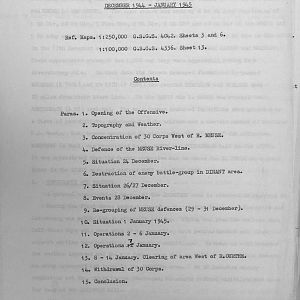 DECEMBER 1944 - JANUARY 1945
Ref. Maps. 1:250,000 G.S.G.S. 4042. Sheets 3 and 6.
1:100,000 G.S.G.S. 4336. Sheet 13.
Contents
Paras. 1. Opening of the Offensive.
2. Topography and Weather.
3. Concentration of 30 Corps West of R. MEUSE.
4. Defence of the MEUSE River-line.
5. Situation 24 December.
6. Destruction of enemy battle-group in DINANT area.
7. Situation 26/27 December.
8. Events 28 December.
9. Re-grouping of MEUSE defences (29 - 31 December).
10. Situation 1 January 1945.
11. Operations 2 - 6 January.
12. Operations 7 January.
13. 8 - 14 January. Clearing of area West of R.OURTHE.
14. Withdrawal of 30 Corps.
15. Conclusion.